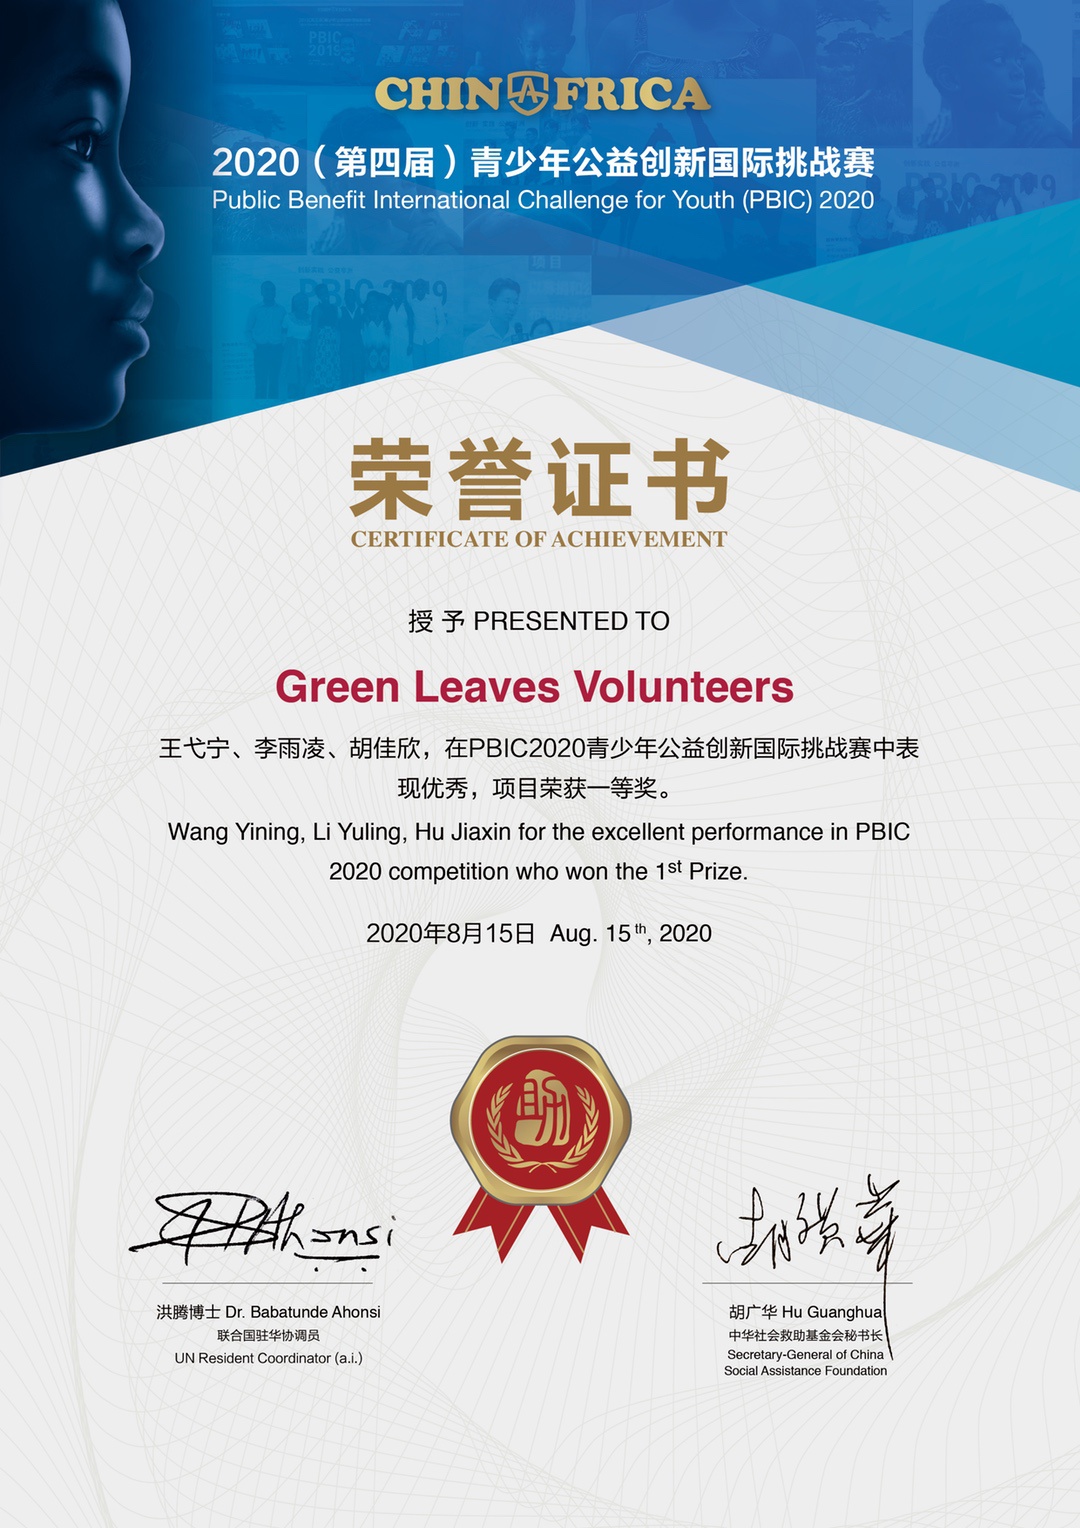 CHINAFRICA
2020（第四届）青少年公益创新国际挑战赛
Public Benefit International Challenge for Youth (PBIC) 2020
PBIC 2019
荣誉证书
CERTIFICATE OF ACHIEVEMENT
授 予 PRESENTED TO
Green Leaves Volunteers
王弋宁、李雨凌、胡佳欣，在PBIC2020青少年公益创新国际挑战赛中表
现优秀，项目荣获一等奖。
Wang Yining, Li Yuling, Hu Jiaxin for the excellent performance in PBIC
2020 competition who won the 1st Prize.
2020年8月15日 Aug. 15th, 2020
助
Ahonsi
洪腾博士 Dr. Babatunde Ahonsi
联合国驻华协调员
UN Resident Coordinator (a.i.)
胡广华 Hu Guanghua
中华社会救助基金会秘书长
Secretary-General of China
Social Assistance Foundation